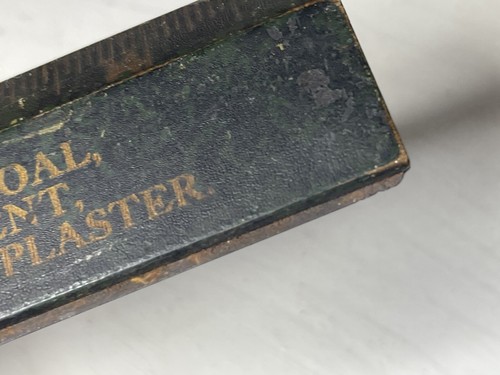 OAL,
ENT,
PLASTER.